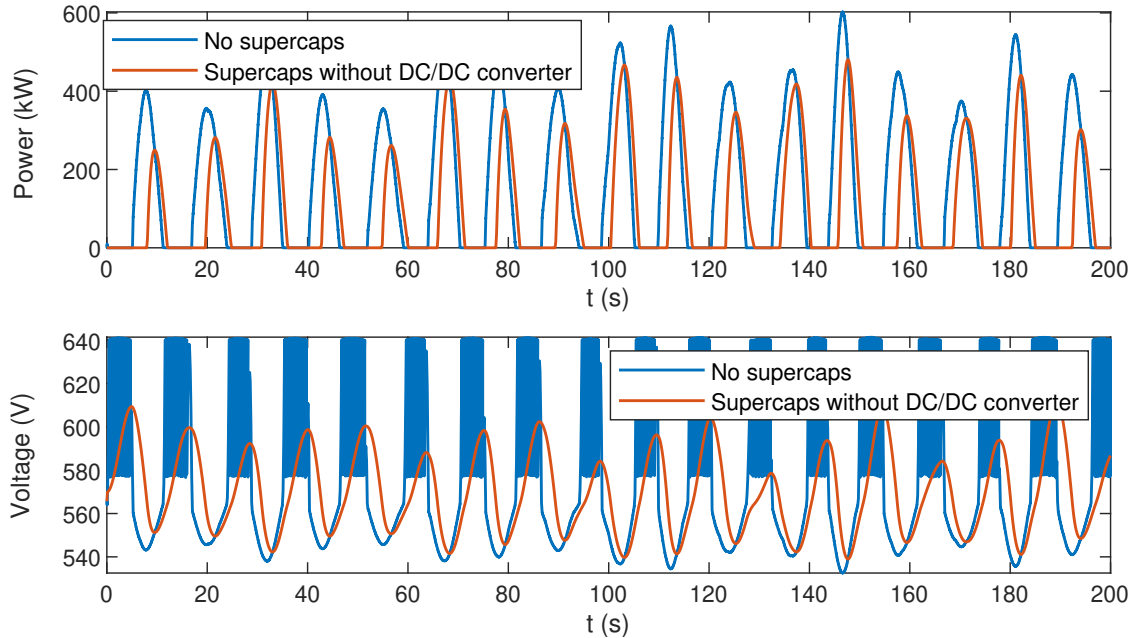 600
400
200
0
Power (kW)
No supercaps
Supercaps without DC/DC converter
0 20 40 60 80 100 120 140 160 180 200
t (s)
640
620
600
580
560
540
Voltage (V)
No supercaps
Supercaps without DC/DC converter
0 20 40 60 80 100 120 140 160 180 200
t (s)